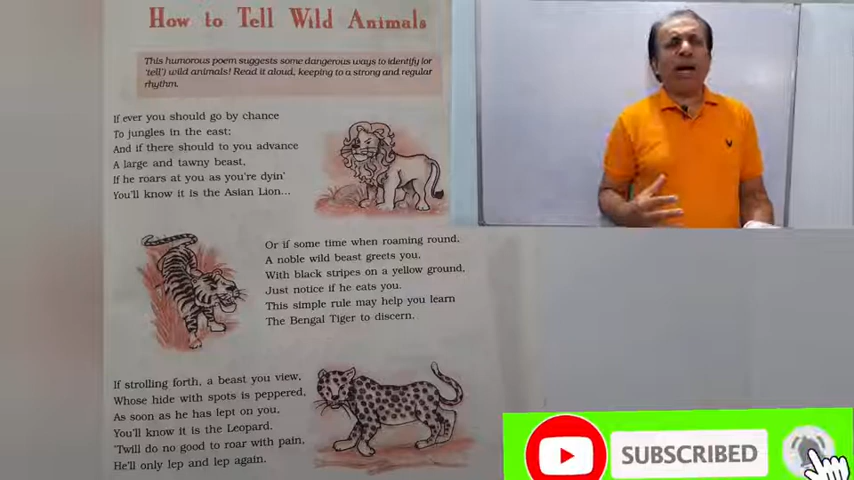 How to Tell Wild Animals
This humorous poem suggests some dangerous ways to identify (or
'tell') wild animals! Read it aloud, keeping to a strong and regular
rhythm.
If ever you should go by chance
To jungles in the east;
And if there should to you advance
A large and tawny beast,
If he roars at you as you're dyin'
You'll know it is the Asian Lion...
Or if some time when roaming round,
A noble wild beast greets you,
With black stripes on a yellow ground,
Just notice if he eats you.
This simple rule may help you learn
The Bengal Tiger to discern.
If strolling forth, a beast you view,
Whose hide with spots is peppered,
As soon as he has lept on you,
You'll know it is the Leopard.
'Twill do no good to roar with pain,
He'll only lep and lep again.
SUBSCRIBED